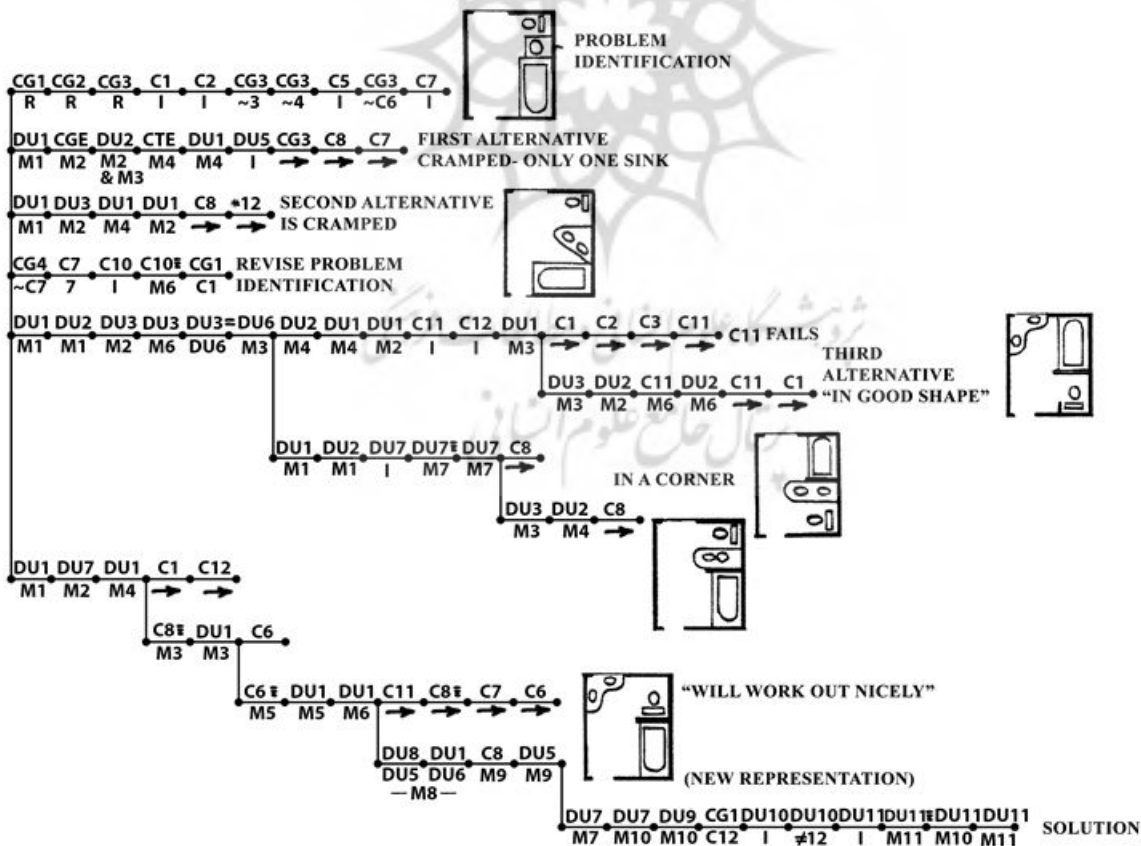 PROBLEM
IDENTIFICATION
CG1 CG2 CG3 C1 C2 CG3 CG3 C5 CG3 C7
R R R I I ~3 ~4 I ~C6 I
DU1 CGE DU2 CTE DU1 DU5 CG3 C8 C7
M1 M2 M2 M4 M4 I → → →
& M3
FIRST ALTERNATIVE
CRAMPED- ONLY ONE SINK
DU1 DU3 DU1 DU1 C8 *12
M1 M2 M4 M2 → →
SECOND ALTERNATIVE
IS CRAMPED
CG4 C7 C10 C10 CG1
~C7 7 I M6 C1
REVISE PROBLEM
IDENTIFICATION
DU1 DU2 DU3 DU3 DU3= DU6 DU2 DU1 DU1 C11 C12 DU1 C1 C2 C3 C11
M1 M1 M2 M6 DU6 M3 M4 M4 M2 I I M3 → → → →
C11 FAILS
THIRD
ALTERNATIVE
"IN GOOD SHAPE"
DU3 DU2 C11 DU2 C11 C1
M3 M2 M6 M6 → →
پژوهشگاه علوم انسانی و مطالعات فرهنگی
پرتال جامع علوم انسانی
DU1 DU2 DU7 DU7 DU7 C8
M1 M1 I M7 M7 →
IN A CORNER
DU3 DU2 C8
M3 M4 →
DU1 DU7 DU1 C1 C12
M1 M2 M4 → →
C8 DU1 C6
M3 M3
C6 DU1 DU1 C11 C8 C7 C6
M5 M5 M6 → → → →
"WILL WORK OUT NICELY"
DU8 DU1 C8 DU5
DU5 DU6 M9 M9
— M8 —
(NEW REPRESENTATION)
DU7 DU7 DU9 CG1 DU10 DU10 DU11 DU11 DU11 DU11
M7 M10 M10 C12 I ≠12 I M11 M10 M11
SOLUTION